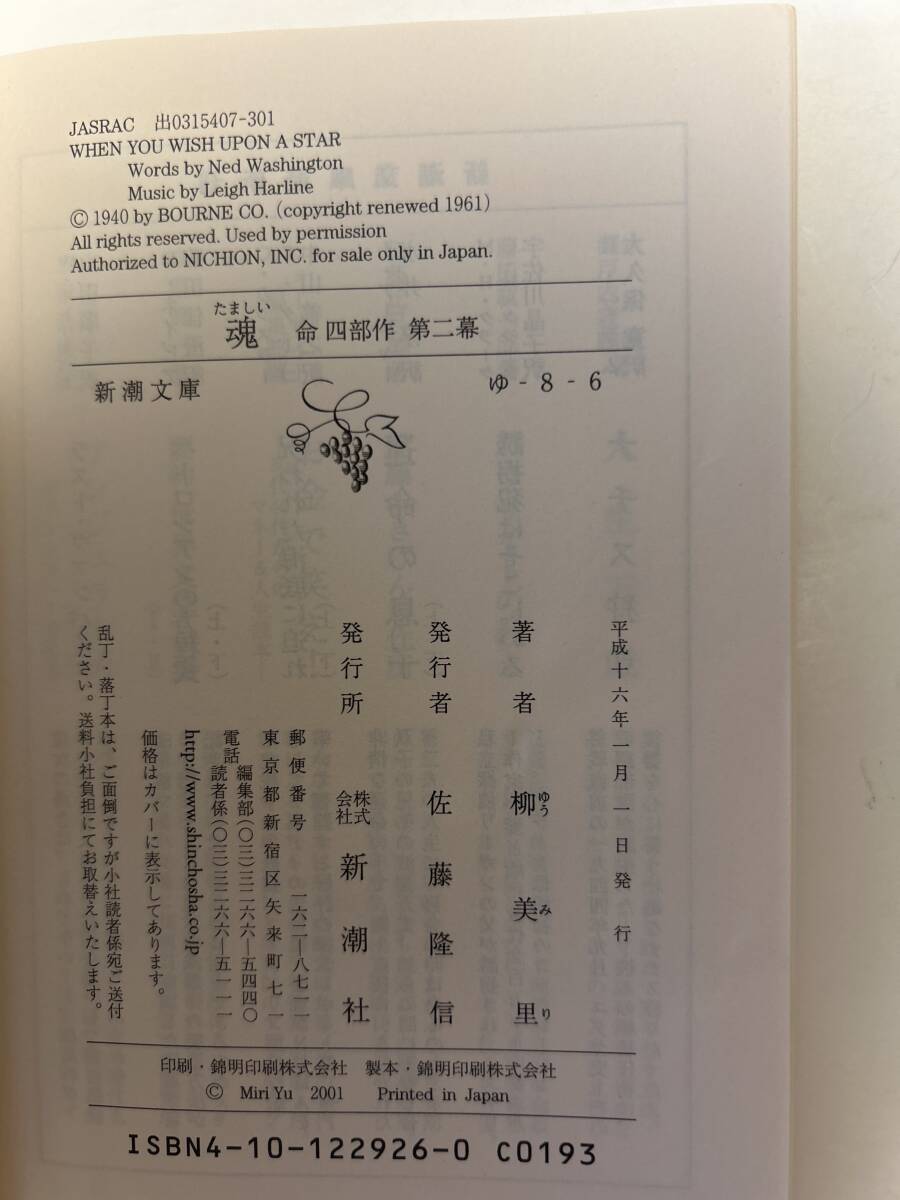 JASRAC 出0315407-301
WHEN YOU WISH UPON A STAR
Words by Ned Washington
Music by Leigh Harline
© 1940 by BOURNE CO. (copyright renewed 1961)
All rights reserved. Used by permission
Authorized to NICHION, INC. for sale only in Japan.
たましい
魂 命 四部作 第二幕
新潮文庫 ゆ-8-6
平成十六年一月一日発行
著者 柳美里
ゆう み り
発行者 佐藤隆信
発行所 株式会社 新潮社
郵便番号 一六二―八七一一
東京都新宿区矢来町七一
電話 編集部(〇三)三二六六―五四四〇
読者係(〇三)三二六六―五一一一
http://www.shinchosha.co.jp
価格はカバーに表示してあります。
乱丁・落丁本は、ご面倒ですが小社読者係宛ご送付
ください。送料小社負担にてお取替えいたします。
印刷・錦明印刷株式会社 製本・錦明印刷株式会社
© Miri Yu 2001 Printed in Japan
ISBN4-10-122926-0 C0193